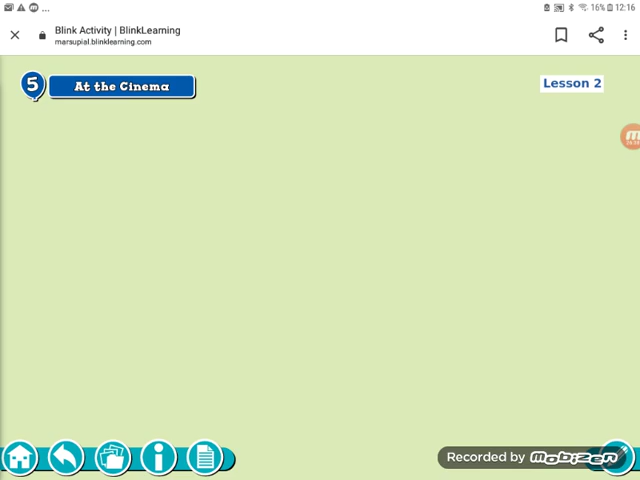 ... 16% 12:16
Blink Activity | BlinkLearning
marsupial.blinklearning.com
5 At the Cinema
Lesson 2
Recorded by MOBIZEN